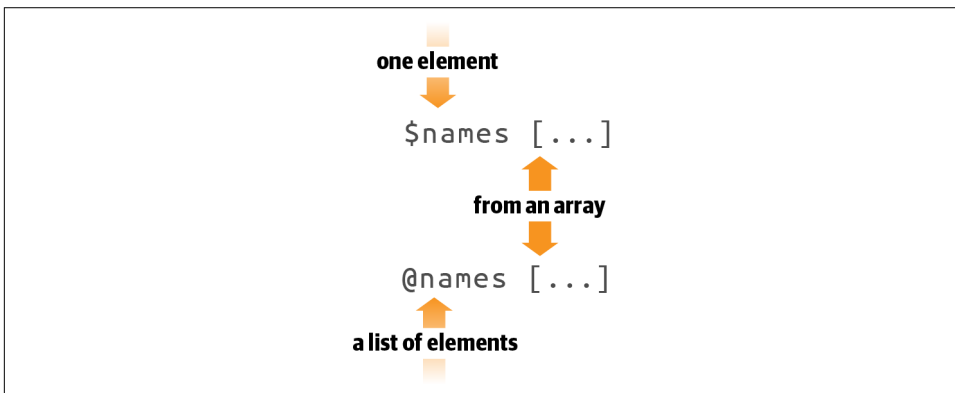 one element
$names [...]
from an array
@names [...]
a list of elements